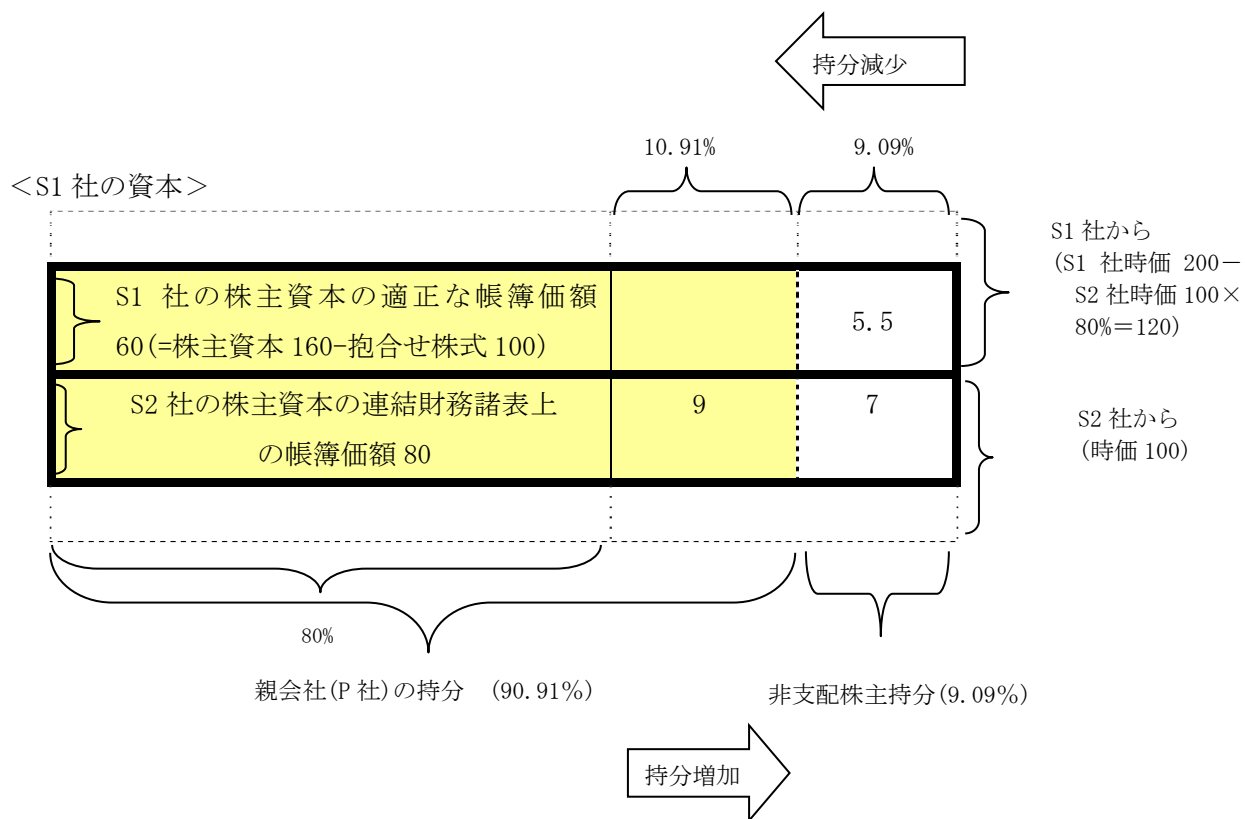 持分減少
10.91%
9.09%
＜S1 社の資本＞
S1 社から
(S1 社時価 200－
S2 社時価 100×
80%＝120)
S1 社の株主資本の適正な帳簿価額
60(=株主資本 160-抱合せ株式 100)
5.5
S2 社の株主資本の連結財務諸表上
の帳簿価額 80
9
7
S2 社から
(時価 100)
80%
親会社(P 社)の持分 (90.91%)
非支配株主持分(9.09%)
持分増加